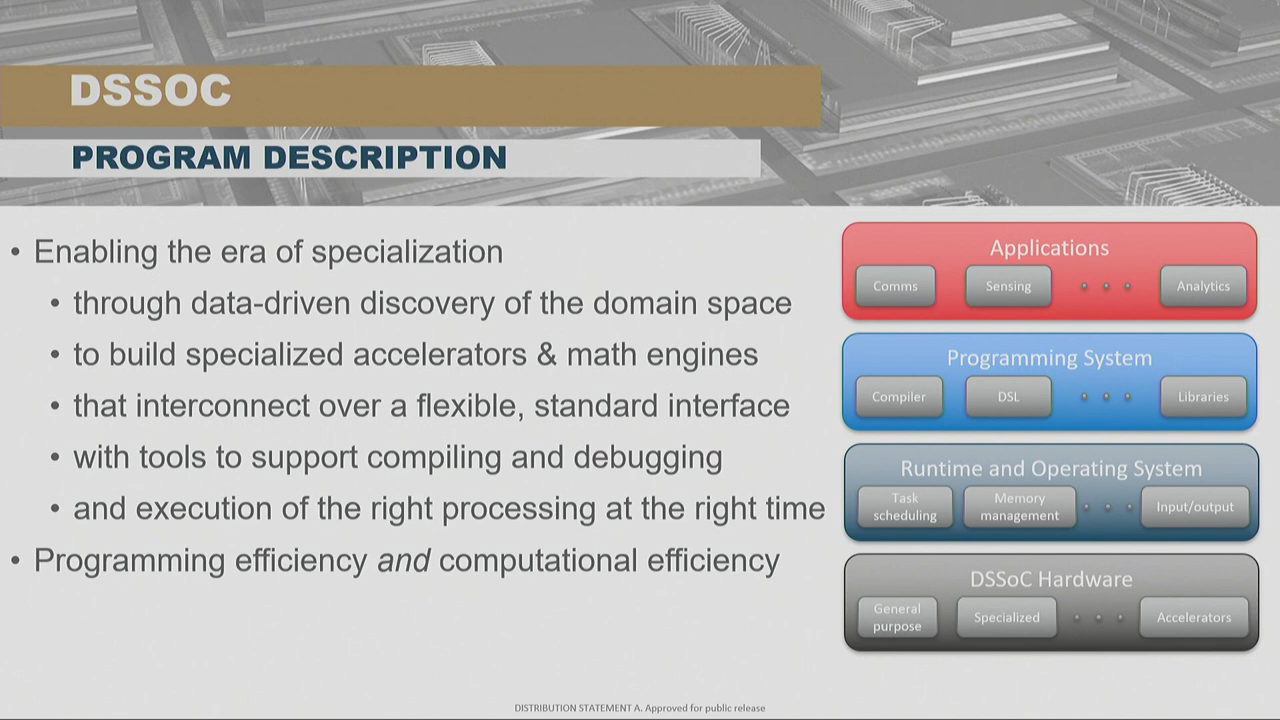 DSSOC
PROGRAM DESCRIPTION
• Enabling the era of specialization
• through data-driven discovery of the domain space
• to build specialized accelerators & math engines
• that interconnect over a flexible, standard interface
• with tools to support compiling and debugging
• and execution of the right processing at the right time
• Programming efficiency and computational efficiency
Applications
Comms Sensing • • • Analytics
Programming System
Compiler DSL • • • Libraries
Runtime and Operating System
Task
scheduling
Memory
management
• • • Input/output
DSSoC Hardware
General
purpose
Specialized • • • Accelerators
DISTRIBUTION STATEMENT A. Approved for public release